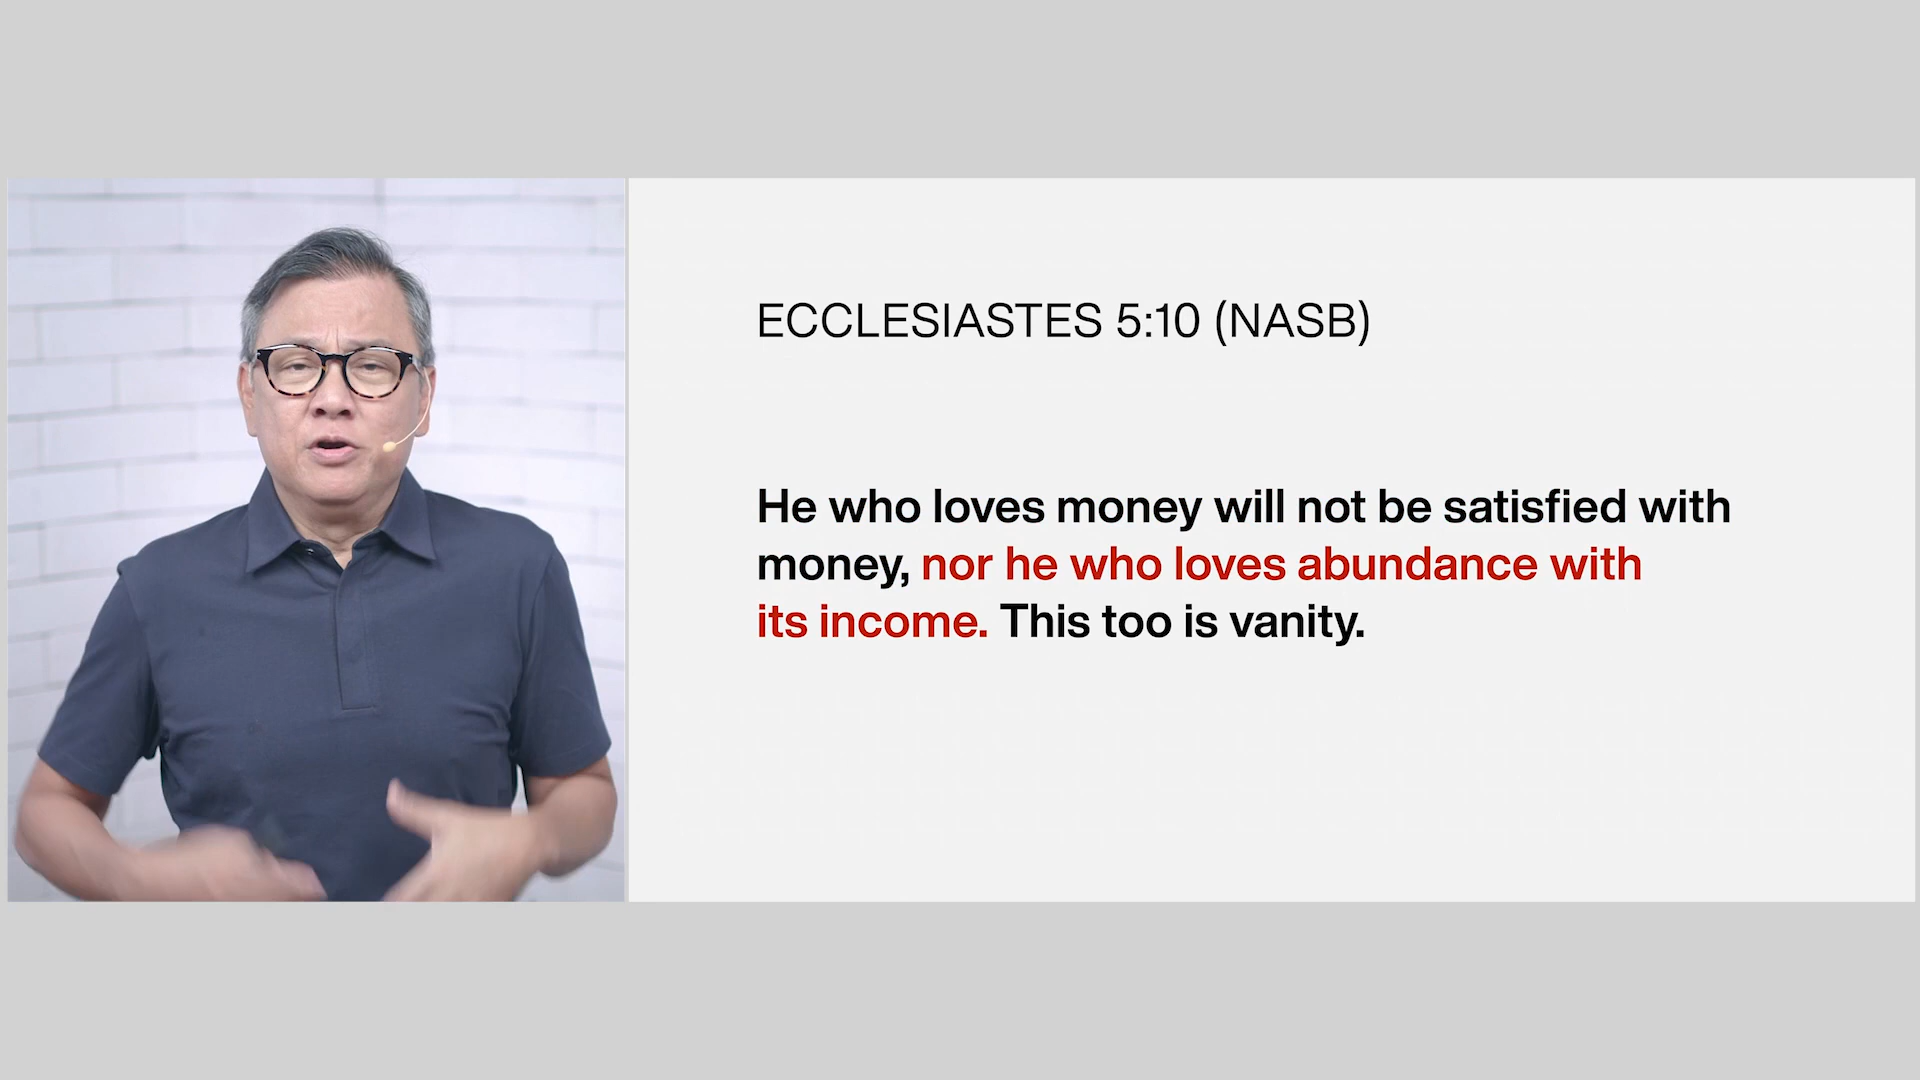 ECCLESIASTES 5:10 (NASB)
He who loves money will not be satisfied with
money, nor he who loves abundance with
its income. This too is vanity.